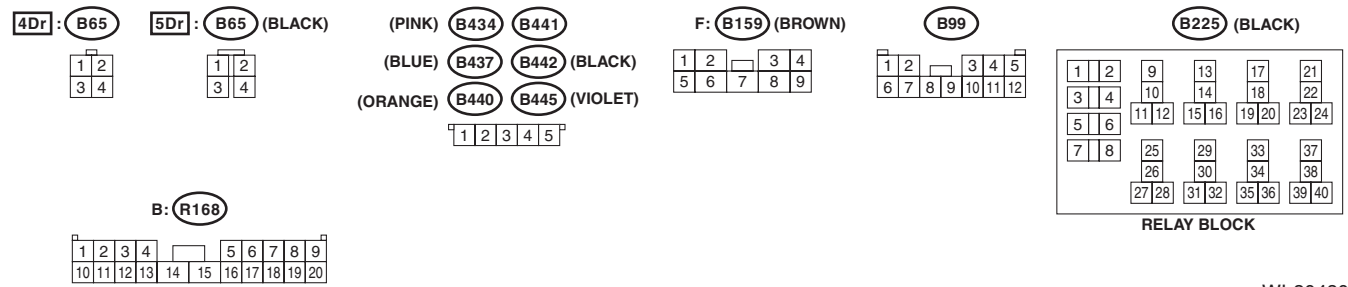 4Dr : B65
1 2
3 4
5Dr : B65 (BLACK)
1 2
3 4
(PINK) B434 B441
(BLUE) B437 B442 (BLACK)
(ORANGE) B440 B445 (VIOLET)
1 2 3 4 5
F: B159 (BROWN)
1 2 3 4
5 6 7 8 9
B99
1 2 3 4 5
6 7 8 9 10 11 12
B225 (BLACK)
1 2 9 13 17 21
3 4 10 14 18 22
11 12 15 16 19 20 23 24
5 6
7 8 25 29 33 37
26 30 34 38
27 28 31 32 35 36 39 40
RELAY BLOCK
B: R168
1 2 3 4 5 6 7 8 9
10 11 12 13 14 15 16 17 18 19 20